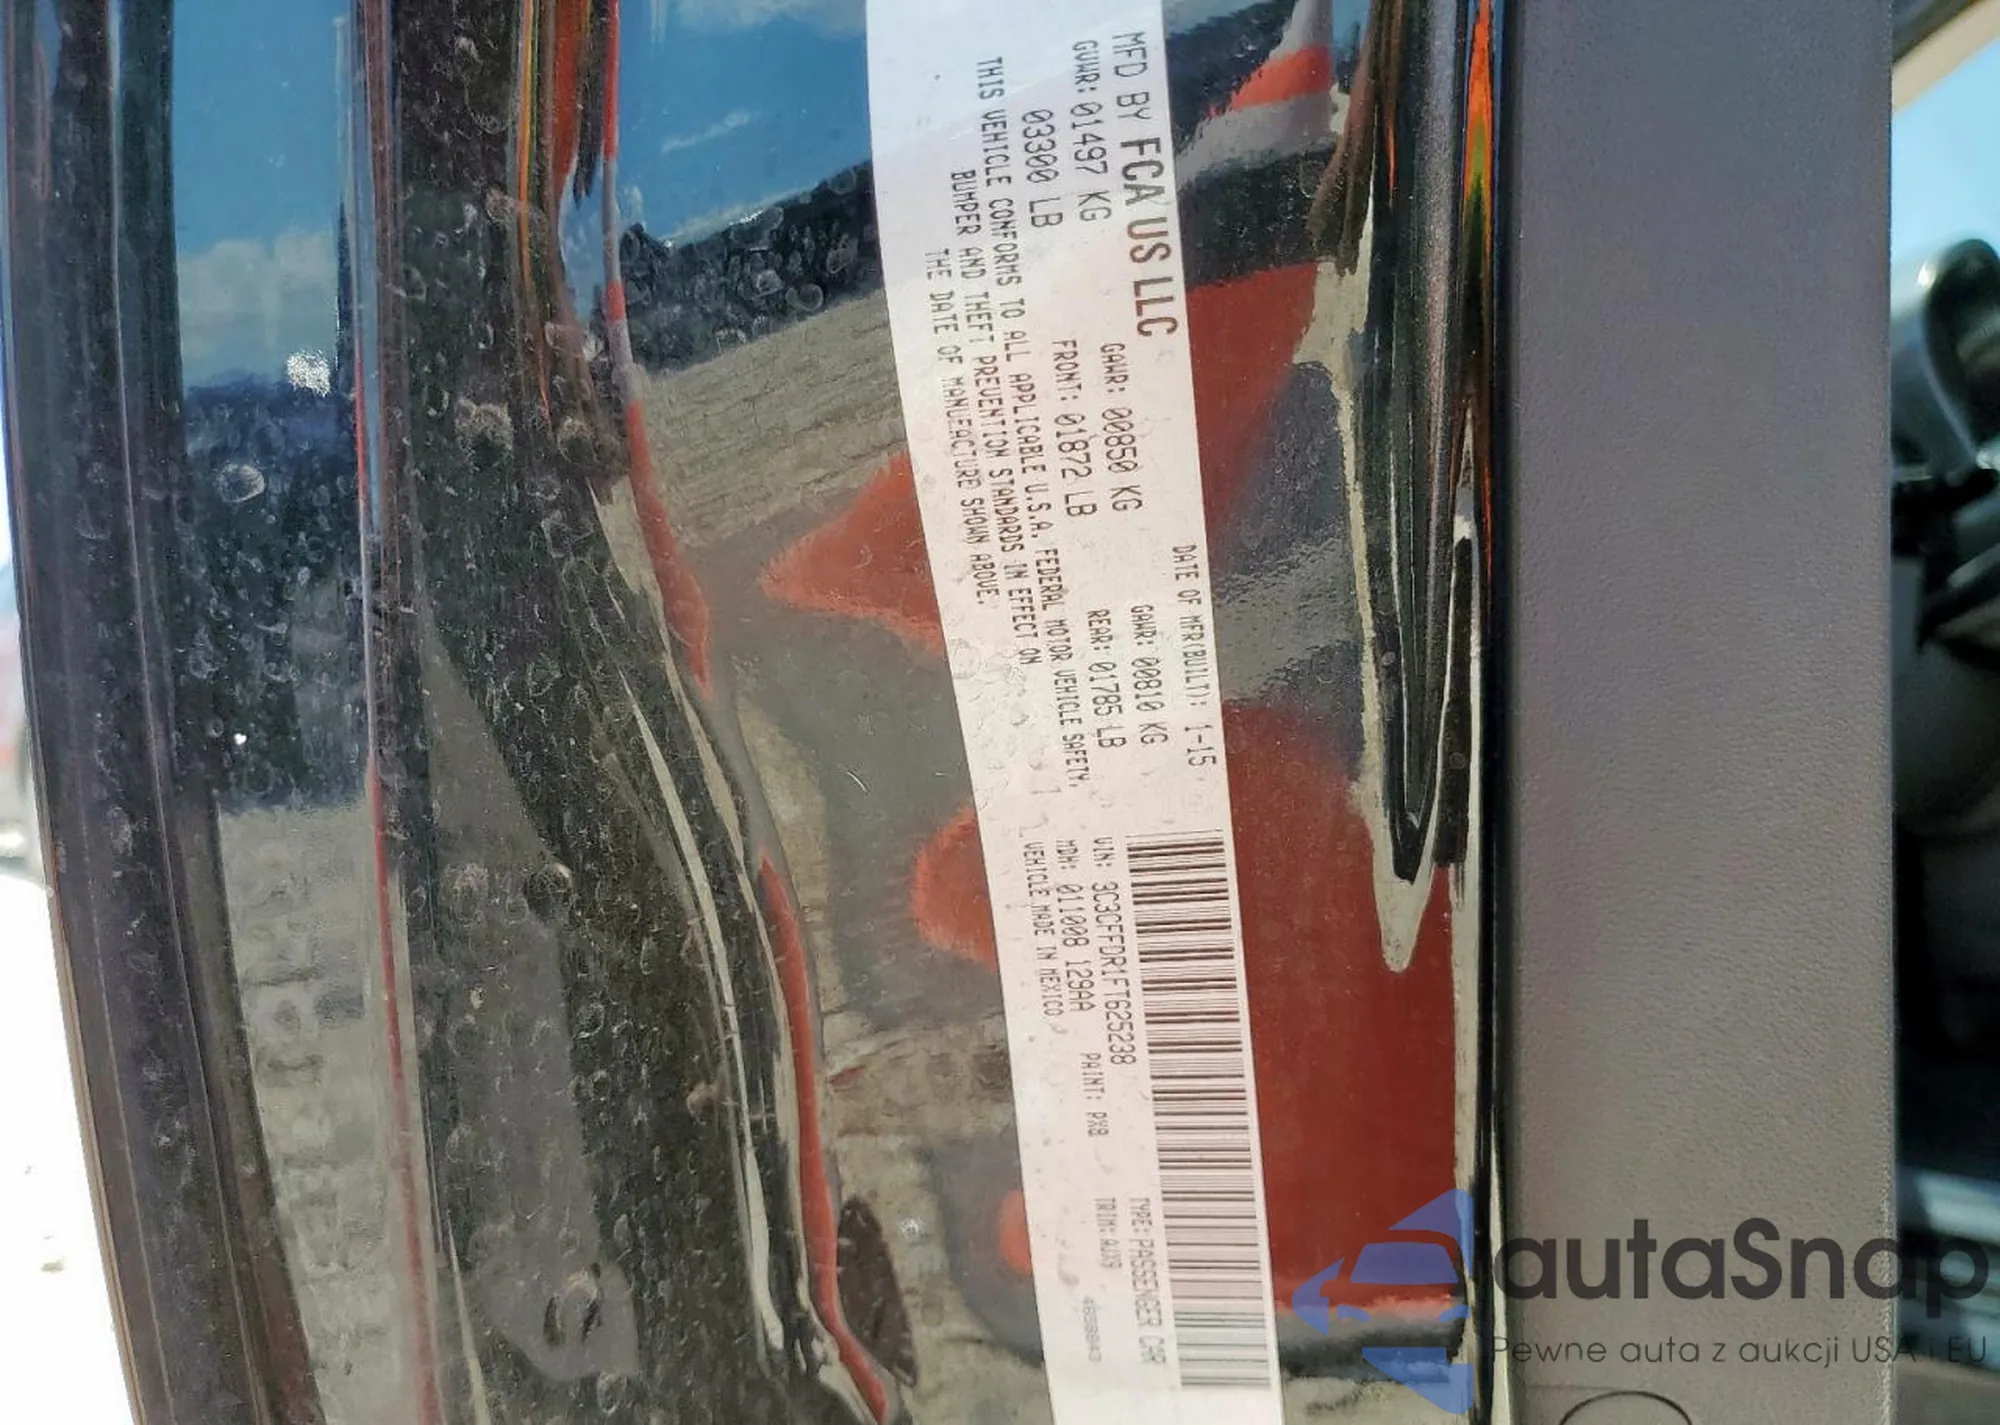 MFD BY FCA US LLC
DATE OF MFR(BUILT): 1-15
GVWR: 01497 KG
GAWR: 00850 KG
GAWR: 00810 KG
03300 LB
FRONT: 01872 LB
REAR: 01785 LB
THIS VEHICLE CONFORMS TO ALL APPLICABLE U.S.A. FEDERAL MOTOR VEHICLE SAFETY,
BUMPER AND THEFT PREVENTION STANDARDS IN EFFECT ON
THE DATE OF MANUFACTURE SHOWN ABOVE.
VIN: 3C3CFFDR1FT625238
TYPE: PASSENGER CAR
MDH: 011008 129AA
PAINT: PX8
TRIM: AJX9
VEHICLE MADE IN MEXICO
autaSnap
Pewne auta z aukcji USA i EU